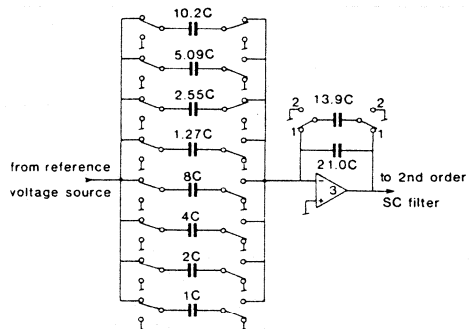 10.2C
5.09C
2.55C
1.27C
8C
4C
2C
1C
from reference
voltage source
2 2
13.9C
1 1
21.0C
-
3
+
to 2nd order
SC filter